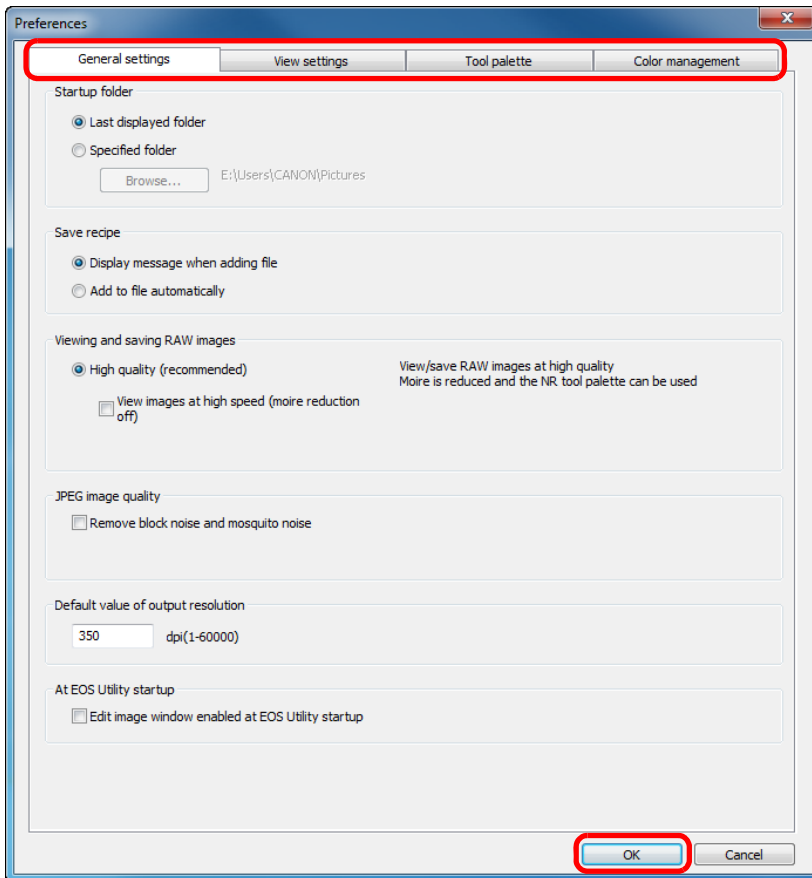 Preferences
General settings View settings Tool palette Color management
Startup folder
Last displayed folder
Specified folder
Browse... E:\Users\CANON\Pictures
Save recipe
Display message when adding file
Add to file automatically
Viewing and saving RAW images
High quality (recommended) View/save RAW images at high quality
Moire is reduced and the NR tool palette can be used
View images at high speed (moire reduction
off)
JPEG image quality
Remove block noise and mosquito noise
Default value of output resolution
350 dpi(1-60000)
At EOS Utility startup
Edit image window enabled at EOS Utility startup
OK Cancel